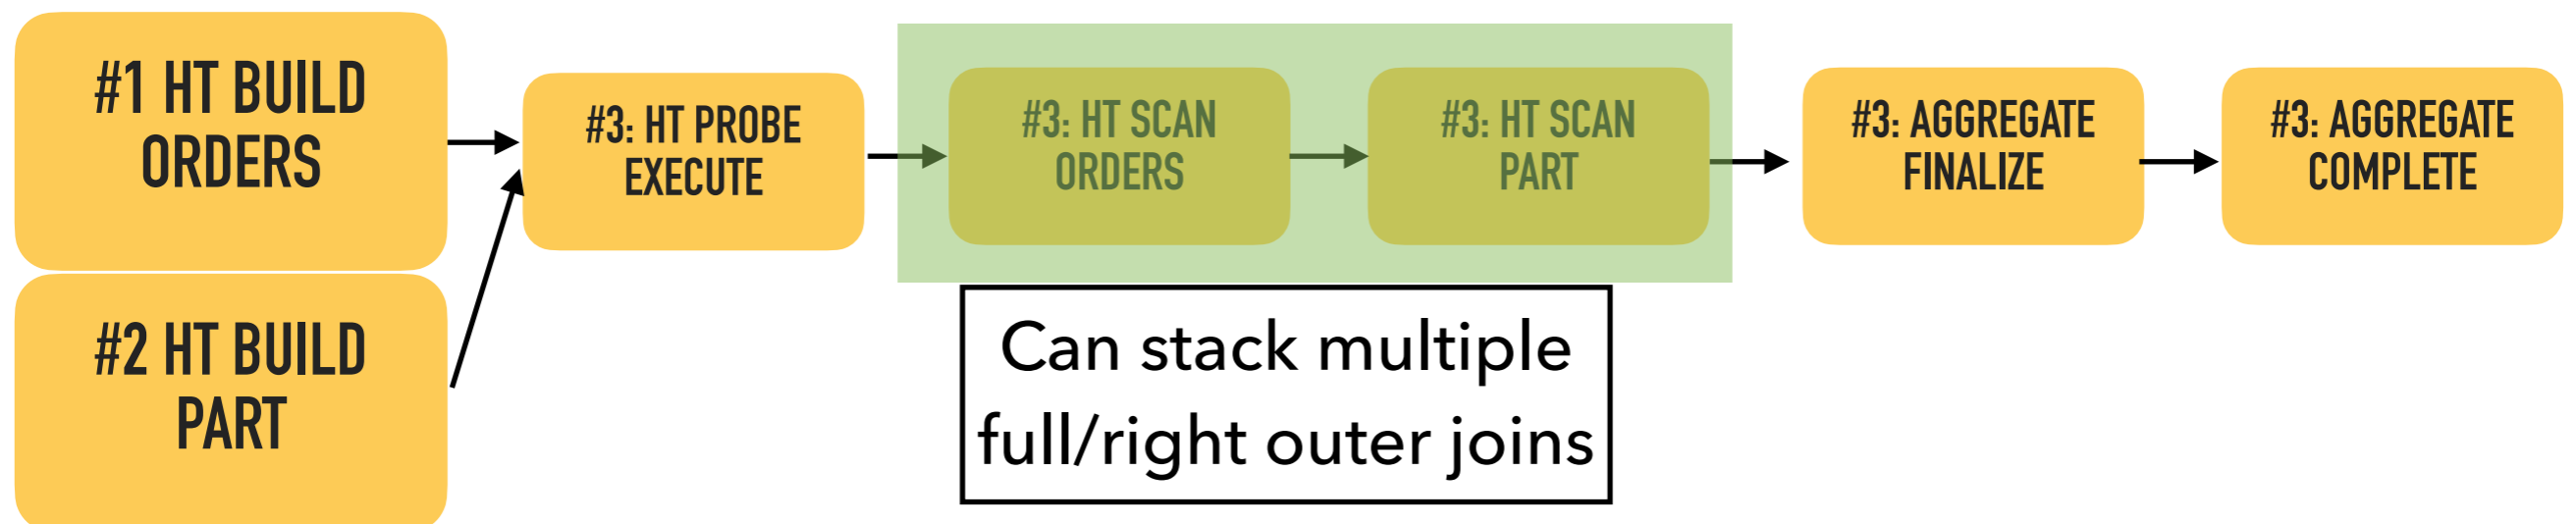 #1 HT BUILD
ORDERS
#2 HT BUILD
PART
#3: HT PROBE
EXECUTE
#3: HT SCAN
ORDERS
#3: HT SCAN
PART
#3: AGGREGATE
FINALIZE
#3: AGGREGATE
COMPLETE
Can stack multiple
full/right outer joins